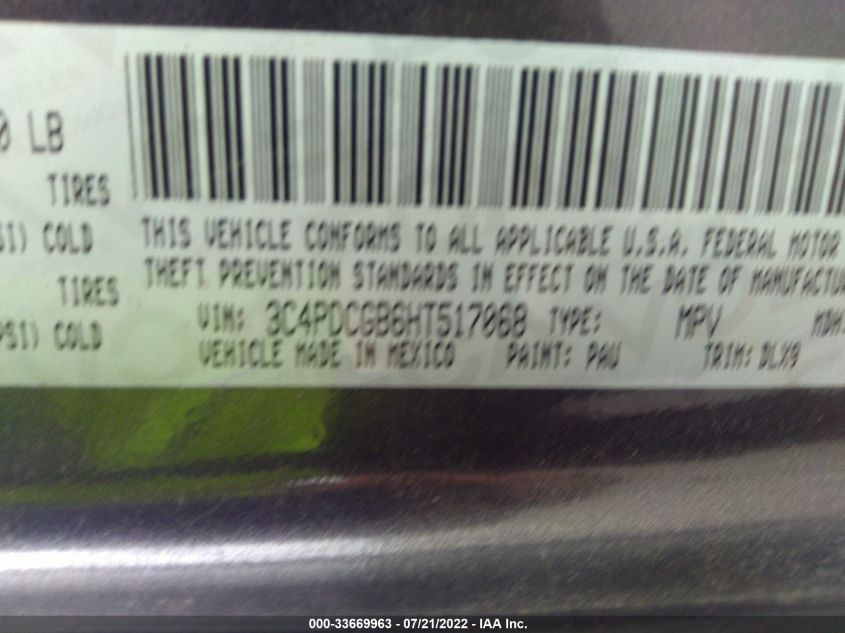 0 LB
TIRES
SI) COLD
TIRES
PSI) COLD
THIS VEHICLE CONFORMS TO ALL APPLICABLE U.S.A. FEDERAL MOTOR
THEFT PREVENTION STANDARDS IN EFFECT ON THE DATE OF MANUFACTU
VIN: 3C4PDCGB6HT517068 TYPE: MPV MDH:
VEHICLE MADE IN MEXICO PAINT: PAU TRIM: DLX9
000-33669963 - 07/21/2022 - IAA Inc.